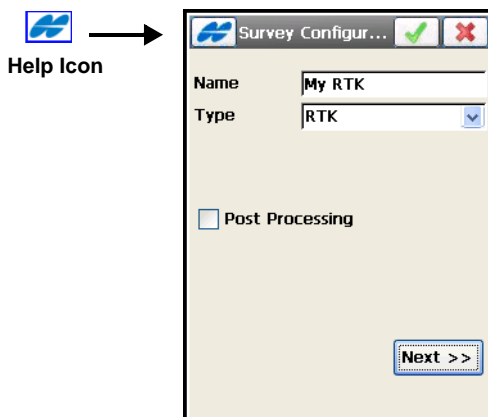 Help Icon
Survey Configur...
Name My RTK
Type RTK
Post Processing
Next >>